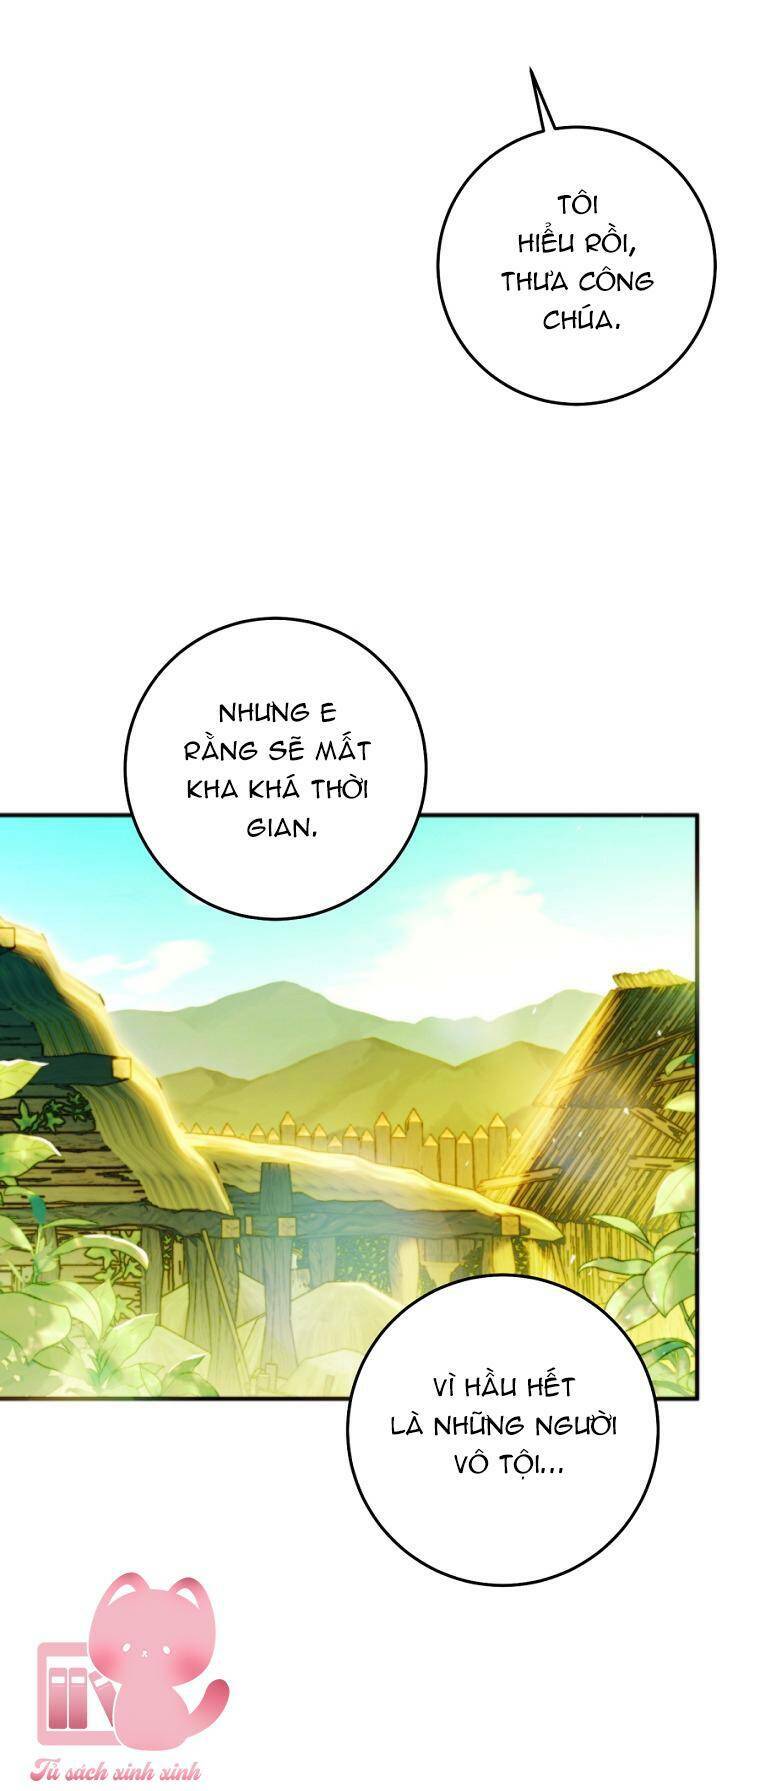 TÔI
HIỂU RỒI,
THƯA CÔNG
CHÚA.
NHƯNG E
RẰNG SẼ MẤT
KHA KHÁ THỜI
GIAN.
VÌ HẦU HẾT
LÀ NHỮNG NGƯỜI
VÔ TỘI...
Tủ sách xinh xinh